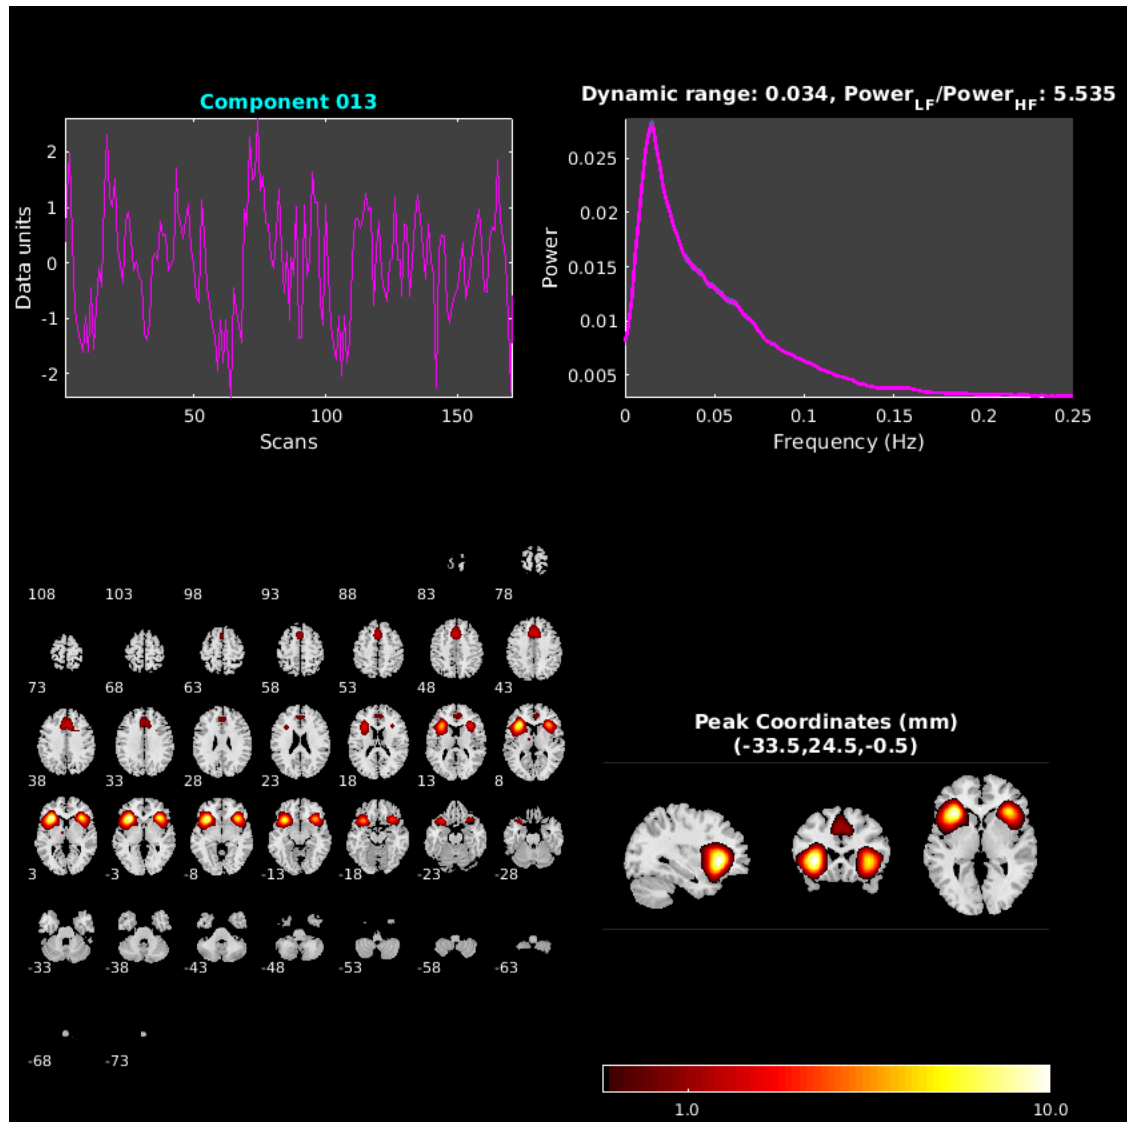 Component 013
2
1
0
-1
-2
Data units
50 100 150
Scans
Dynamic range: 0.034, PowerLF/PowerHF: 5.535
0.025
0.02
0.015
0.01
0.005
Power
0 0.05 0.1 0.15 0.2 0.25
Frequency (Hz)
108 103 98 93 88 83 78
73 68 63 58 53 48 43
38 33 28 23 18 13 8
3 -3 -8 -13 -18 -23 -28
-33 -38 -43 -48 -53 -58 -63
-68 -73
Peak Coordinates (mm)
(-33.5,24.5,-0.5)
1.0 10.0